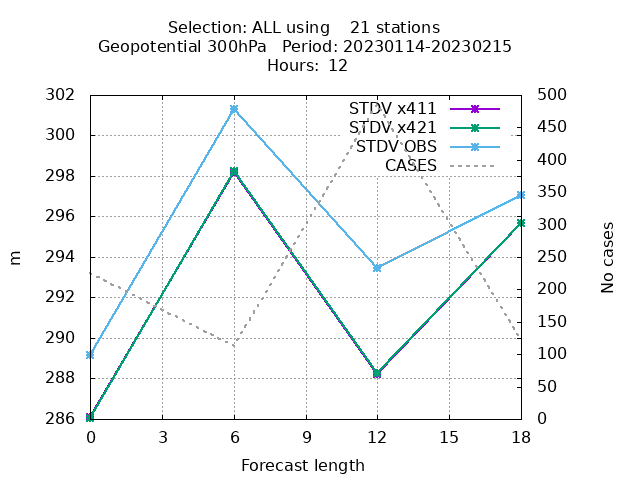 Selection: ALL using 21 stations
Geopotential 300hPa Period: 20230114-20230215
Hours: 12
STDV x411
STDV x421
STDV OBS
CASES
302
300
298
296
294
292
290
288
286
m
500
450
400
350
300
250
200
150
100
50
0
No cases
0 3 6 9 12 15 18
Forecast length